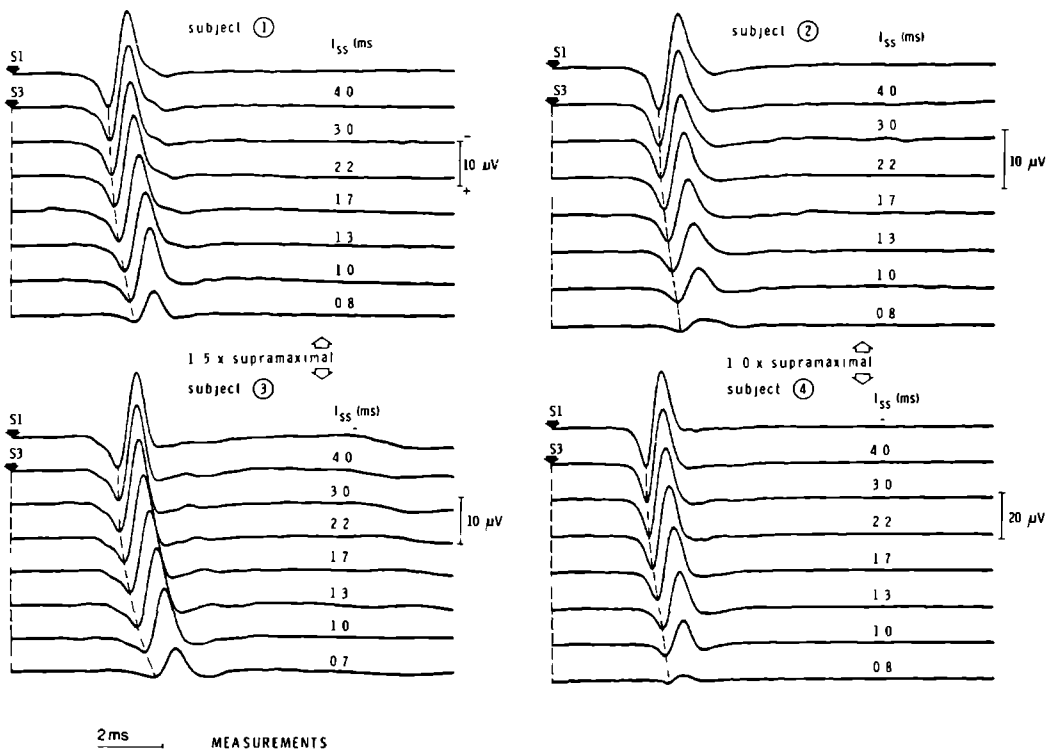 subject 1
I_SS (ms
S1
S3
4 0
3 0
2 2
1 7
1 3
1 0
0 8
-
10 µV
+
subject 2
I_SS (ms)
S1
S3
4 0
3 0
2 2
1 7
1 3
1 0
0 8
10 µV
1 5 x supramaximal
1 0 x supramaximal
subject 3
I_SS (ms)
S1
S3
4 0
3 0
2 2
1 7
1 3
1 0
0 7
10 µV
subject 4
I_SS (ms)
S1
S3
4 0
3 0
2 2
1 7
1 3
1 0
0 8
20 µV
2 ms
MEASUREMENTS